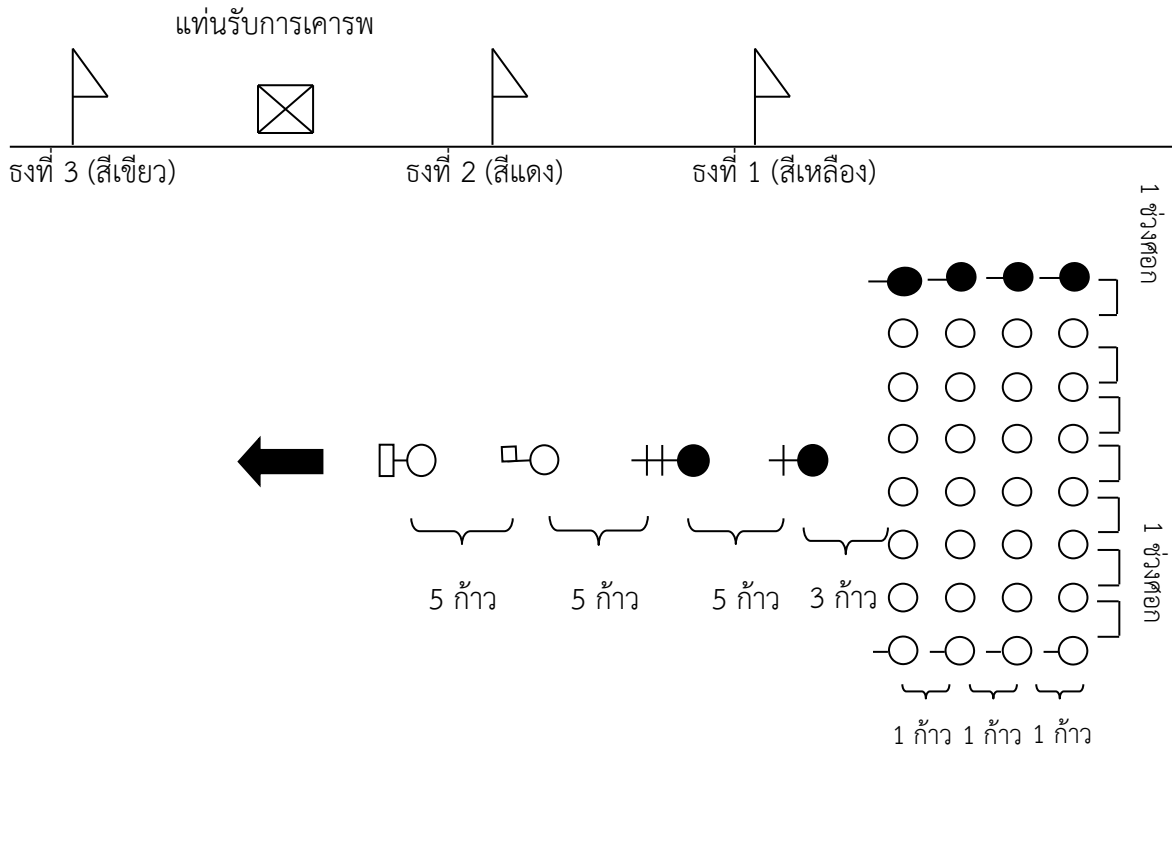 แท่นรับการเคารพ
ธงที่ 3 (สีเขียว)
ธงที่ 2 (สีแดง)
ธงที่ 1 (สีเหลือง)
1 ช่วงศอก
1 ช่วงศอก
5 ก้าว
5 ก้าว
5 ก้าว
3 ก้าว
1 ก้าว
1 ก้าว
1 ก้าว